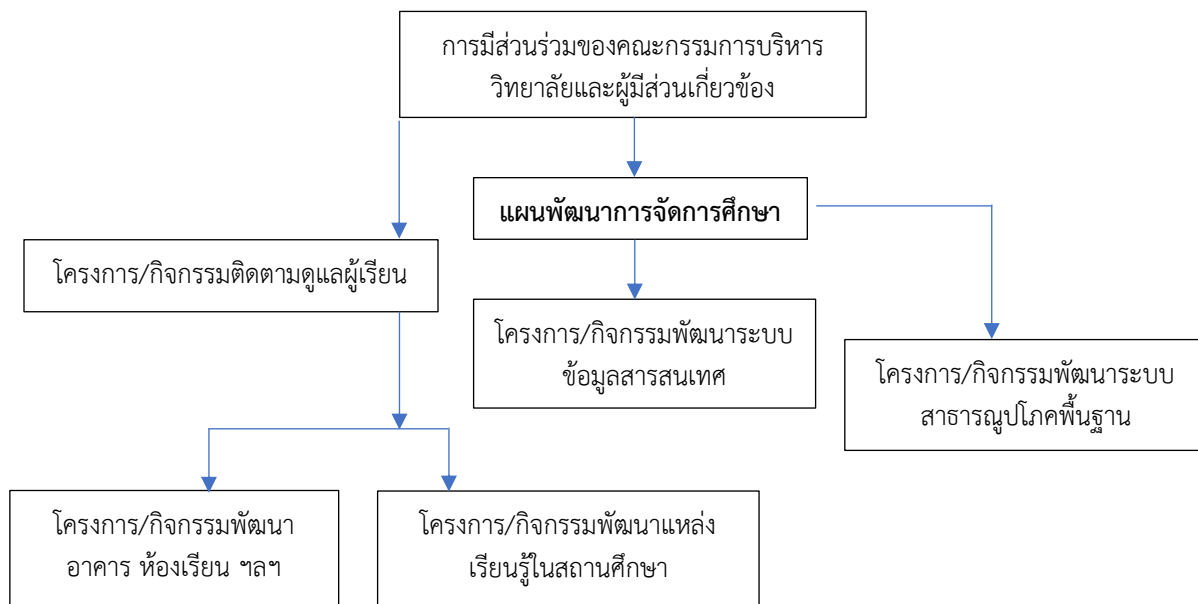 การมีส่วนร่วมของคณะกรรมการบริหาร
วิทยาลัยและผู้มีส่วนเกี่ยวข้อง
แผนพัฒนาการจัดการศึกษา
โครงการ/กิจกรรมติดตามดูแลผู้เรียน
โครงการ/กิจกรรมพัฒนาระบบ
ข้อมูลสารสนเทศ
โครงการ/กิจกรรมพัฒนาระบบ
สาธารณูปโภคพื้นฐาน
โครงการ/กิจกรรมพัฒนา
อาคาร ห้องเรียน ฯลฯ
โครงการ/กิจกรรมพัฒนาแหล่ง
เรียนรู้ในสถานศึกษา